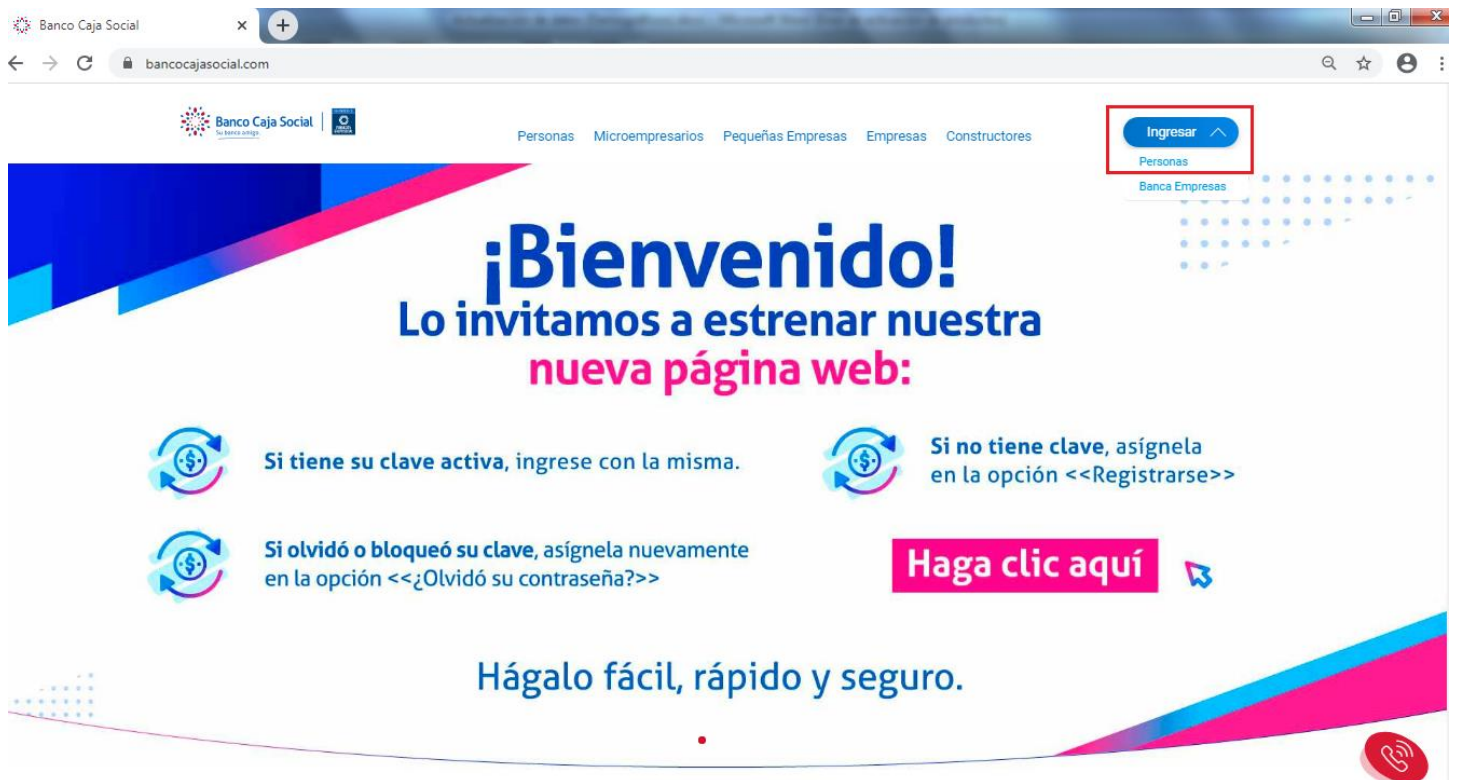 Banco Caja Social
bancocajasocial.com
Banco Caja Social
Su banco amigo.
Personas Microempresarios Pequeñas Empresas Empresas Constructores
Ingresar
Personas
Banca Empresas
¡Bienvenido!
Lo invitamos a estrenar nuestra
nueva página web:
Si tiene su clave activa, ingrese con la misma.
Si no tiene clave, asígnela
en la opción <<Registrarse>>
Si olvidó o bloqueó su clave, asígnela nuevamente
en la opción <<¿Olvidó su contraseña?>>
Haga clic aquí
Hágalo fácil, rápido y seguro.